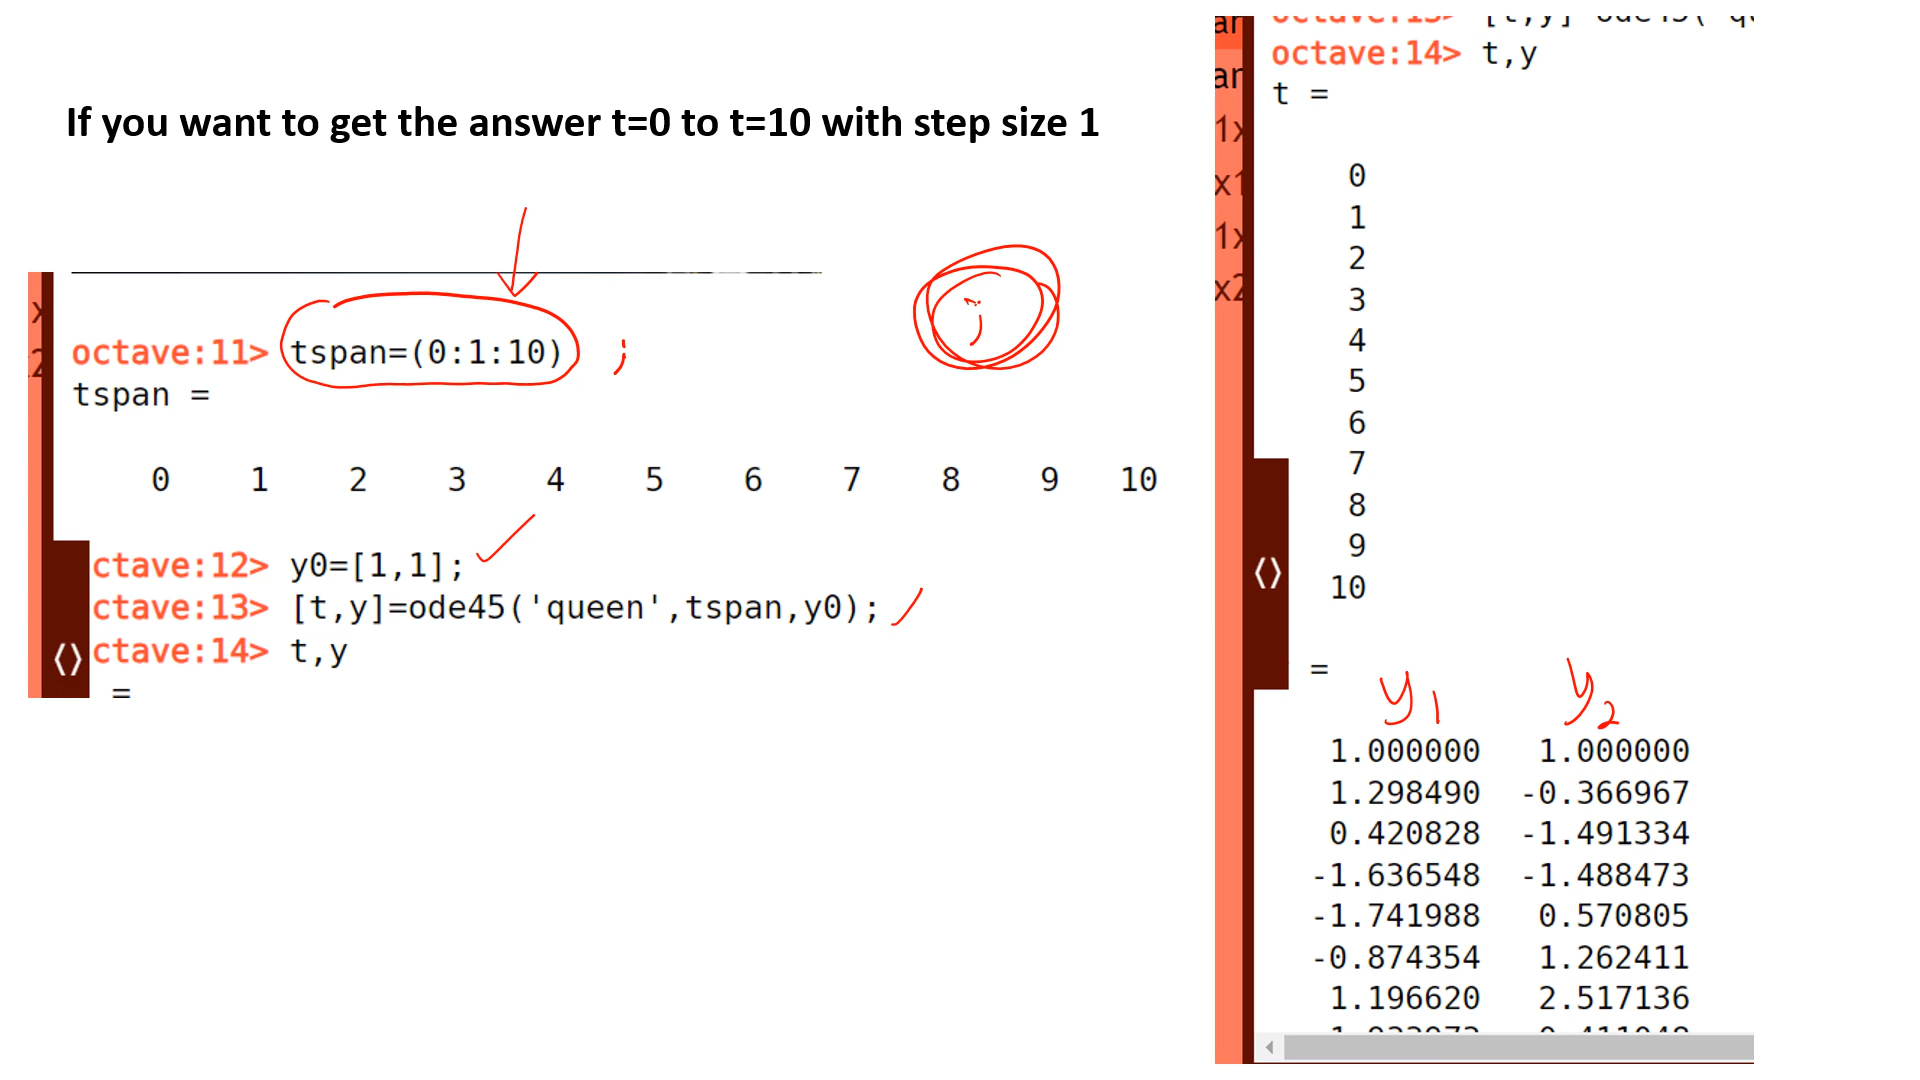 If you want to get the answer t=0 to t=10 with step size 1
octave:11> tspan=(0:1:10) ;
tspan =
0 1 2 3 4 5 6 7 8 9 10
ctave:12> y0=[1,1];
ctave:13> [t,y]=ode45('queen',tspan,y0);
ctave:14> t,y
=
;
octave:14> t,y
t =
0
1
2
3
4
5
6
7
8
9
10
=
y1 y2
1.000000 1.000000
1.298490 -0.366967
0.420828 -1.491334
-1.636548 -1.488473
-1.741988 0.570805
-0.874354 1.262411
1.196620 2.517136